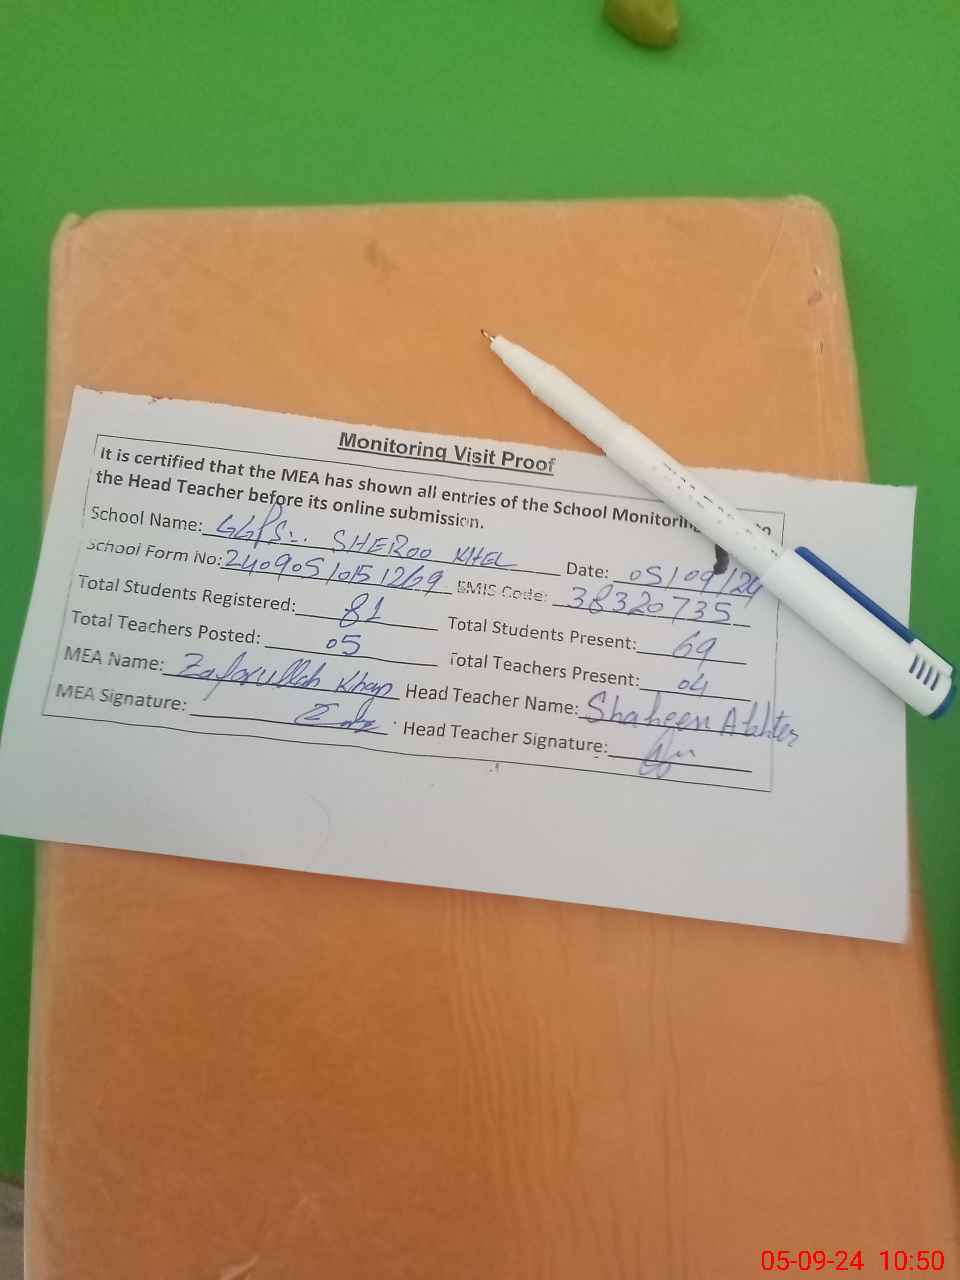 Monitoring Visit Proof
It is certified that the MEA has shown all entries of the School Monitoring to
the Head Teacher before its online submission.
School Name: GGPS.. SHEROO KHEL Date: 05/09/24
School Form No: EMIS Code: 38320735
Total Students Registered: 81 Total Students Present: 69
Total Teachers Posted: 05 Total Teachers Present: 04
MEA Name: Zafarullah Khan Head Teacher Name: Shaheen Akhter
MEA Signature: Head Teacher Signature:
05-09-24 10:50